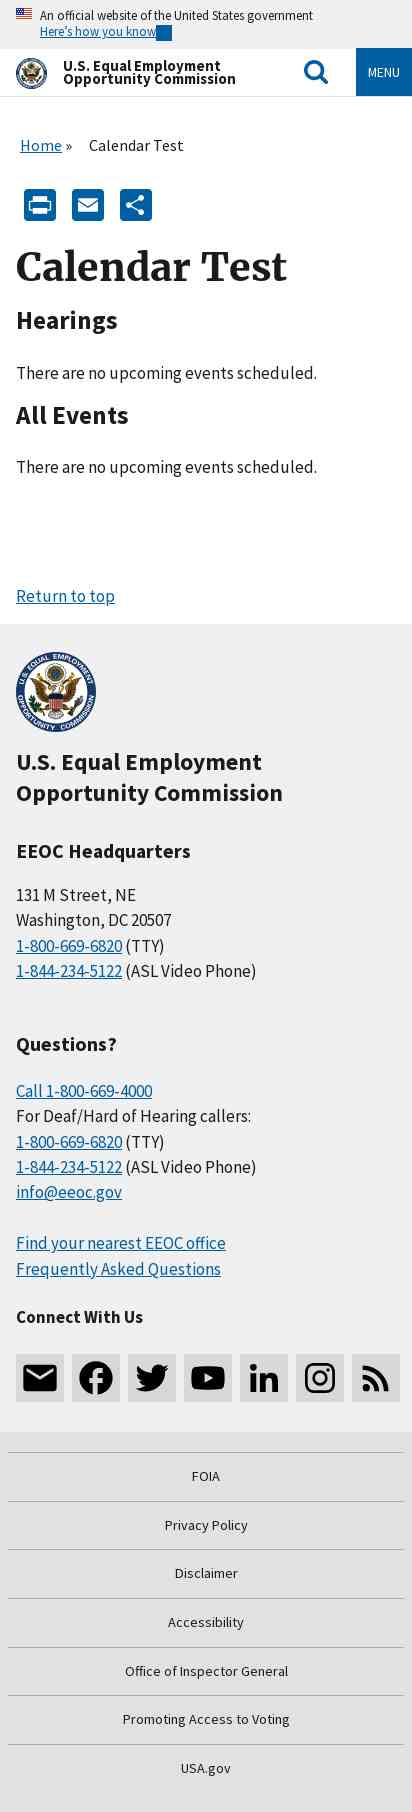 An official website of the United States government
Here's how you know
U.S. Equal Employment
Opportunity Commission
MENU
Home » Calendar Test
Calendar Test
Hearings
There are no upcoming events scheduled.
All Events
There are no upcoming events scheduled.
Return to top
U.S. EQUAL EMPLOYMENT OPPORTUNITY COMMISSION
U.S. Equal Employment
Opportunity Commission
EEOC Headquarters
131 M Street, NE
Washington, DC 20507
1-800-669-6820 (TTY)
1-844-234-5122 (ASL Video Phone)
Questions?
Call 1-800-669-4000
For Deaf/Hard of Hearing callers:
1-800-669-6820 (TTY)
1-844-234-5122 (ASL Video Phone)
info@eeoc.gov
Find your nearest EEOC office
Frequently Asked Questions
Connect With Us
FOIA
Privacy Policy
Disclaimer
Accessibility
Office of Inspector General
Promoting Access to Voting
USA.gov